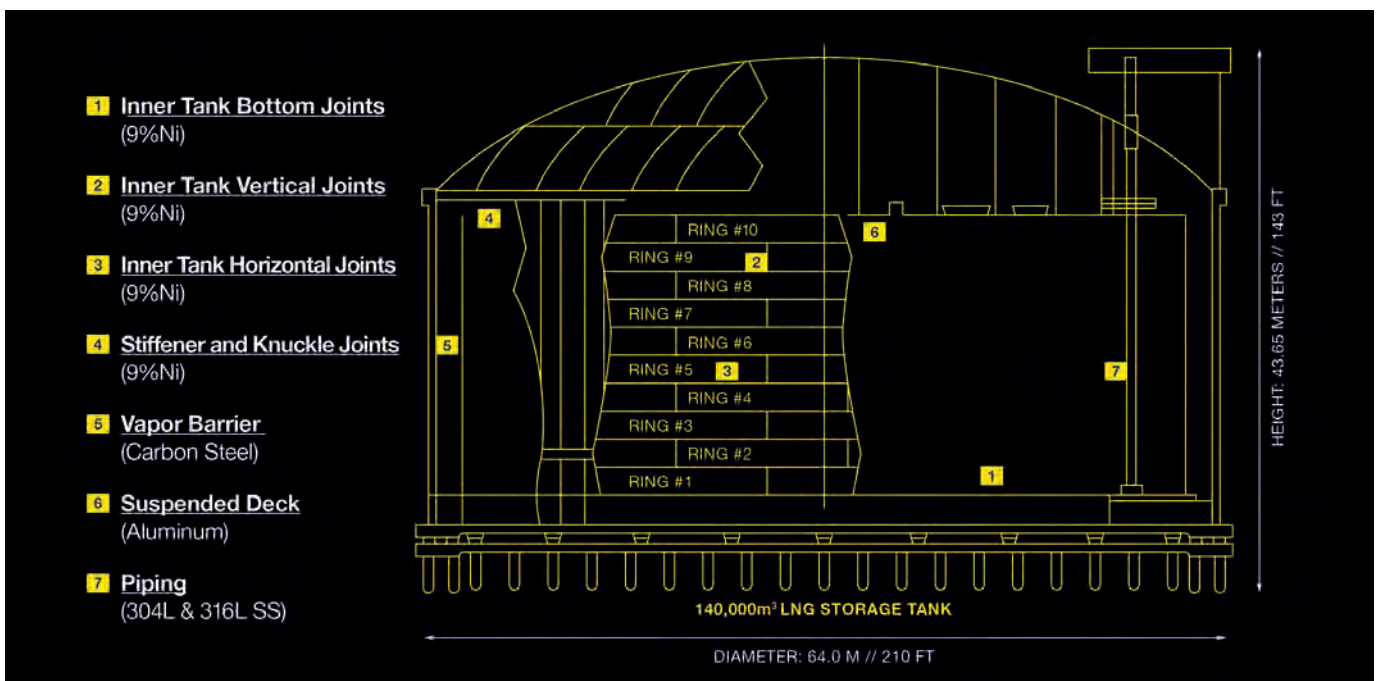 1 Inner Tank Bottom Joints
(9%Ni)
2 Inner Tank Vertical Joints
(9%Ni)
3 Inner Tank Horizontal Joints
(9%Ni)
4 Stiffener and Knuckle Joints
(9%Ni)
5 Vapor Barrier
(Carbon Steel)
6 Suspended Deck
(Aluminum)
7 Piping
(304L & 316L SS)
4
5
RING #10
RING #9 2
RING #8
RING #7
RING #6
RING #5 3
RING #4
RING #3
RING #2
RING #1
6
7
1
HEIGHT: 43.65 METERS // 143 FT
140,000m³ LNG STORAGE TANK
DIAMETER: 64.0 M // 210 FT